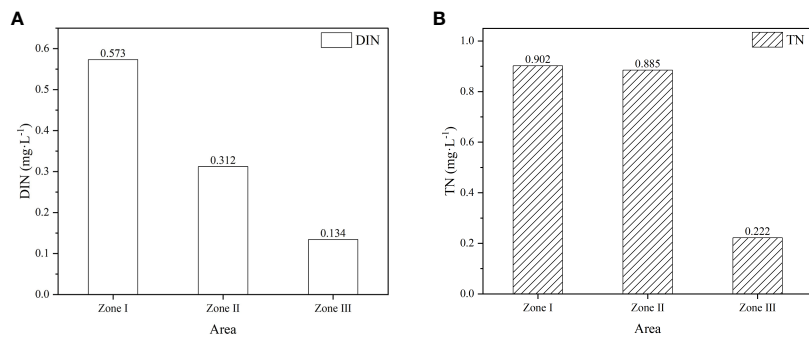 A
DIN
0.573
0.312
0.134
0.6
0.5
0.4
0.3
0.2
0.1
0.0
DIN (mg·L⁻¹)
Zone I Zone II Zone III
Area
B
TN
0.902
0.885
0.222
1.0
0.8
0.6
0.4
0.2
0.0
TN (mg·L⁻¹)
Zone I Zone II Zone III
Area